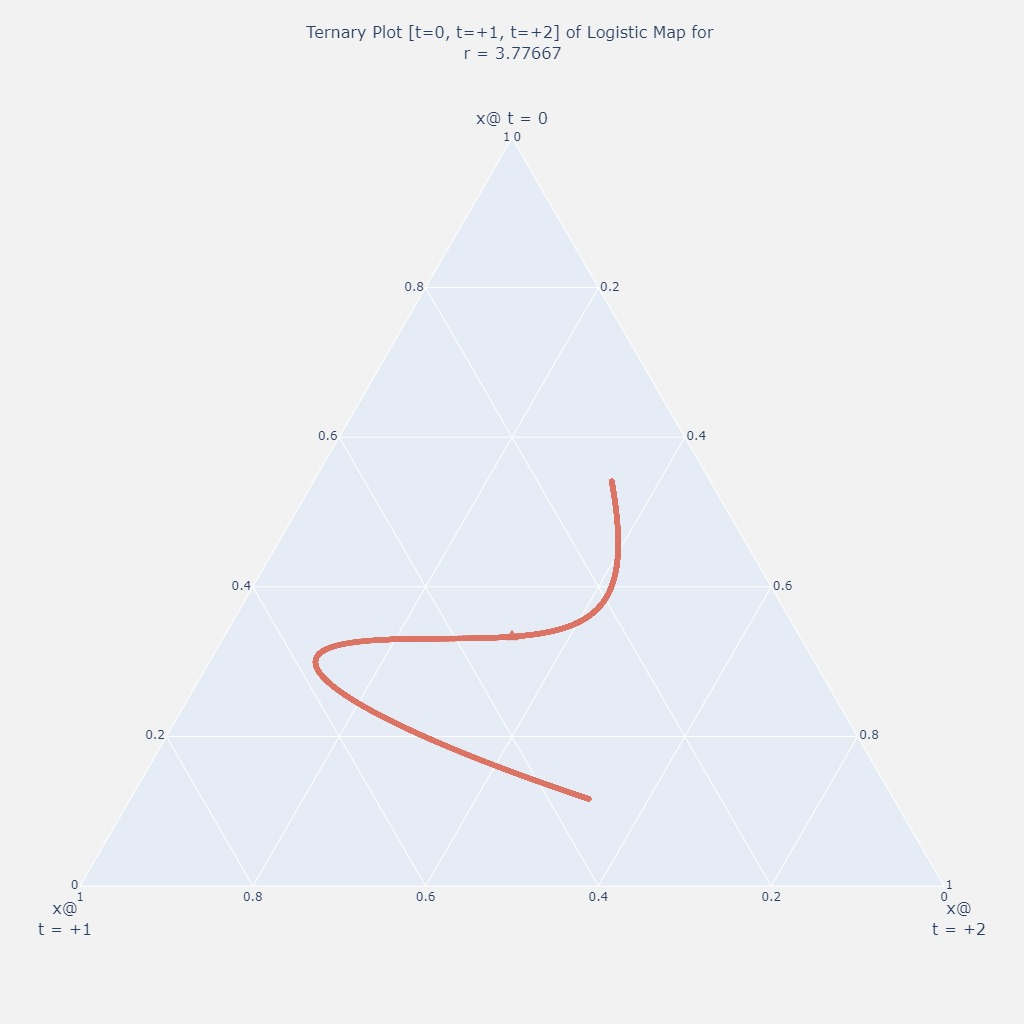 Ternary Plot [t=0, t=+1, t=+2] of Logistic Map for
r = 3.77667
x@ t = 0
1 0
0.8 0.2
0.6 0.4
0.4 0.6
0.2 0.8
0 1
1 0.8 0.6 0.4 0.2 0
x@ x@
t = +1 t = +2